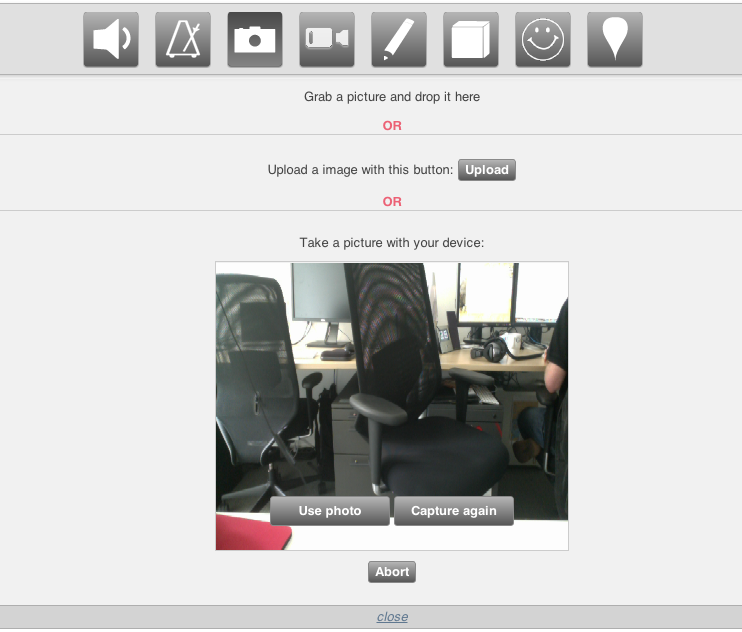 Grab a picture and drop it here
OR
Upload a image with this button: Upload
OR
Take a picture with your device:
Use photo Capture again
Abort
close